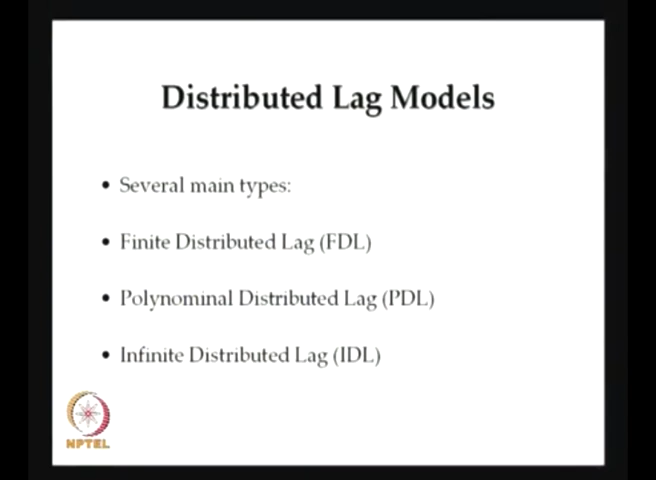 Distributed Lag Models
• Several main types:
• Finite Distributed Lag (FDL)
• Polynominal Distributed Lag (PDL)
• Infinite Distributed Lag (IDL)
NPTEL